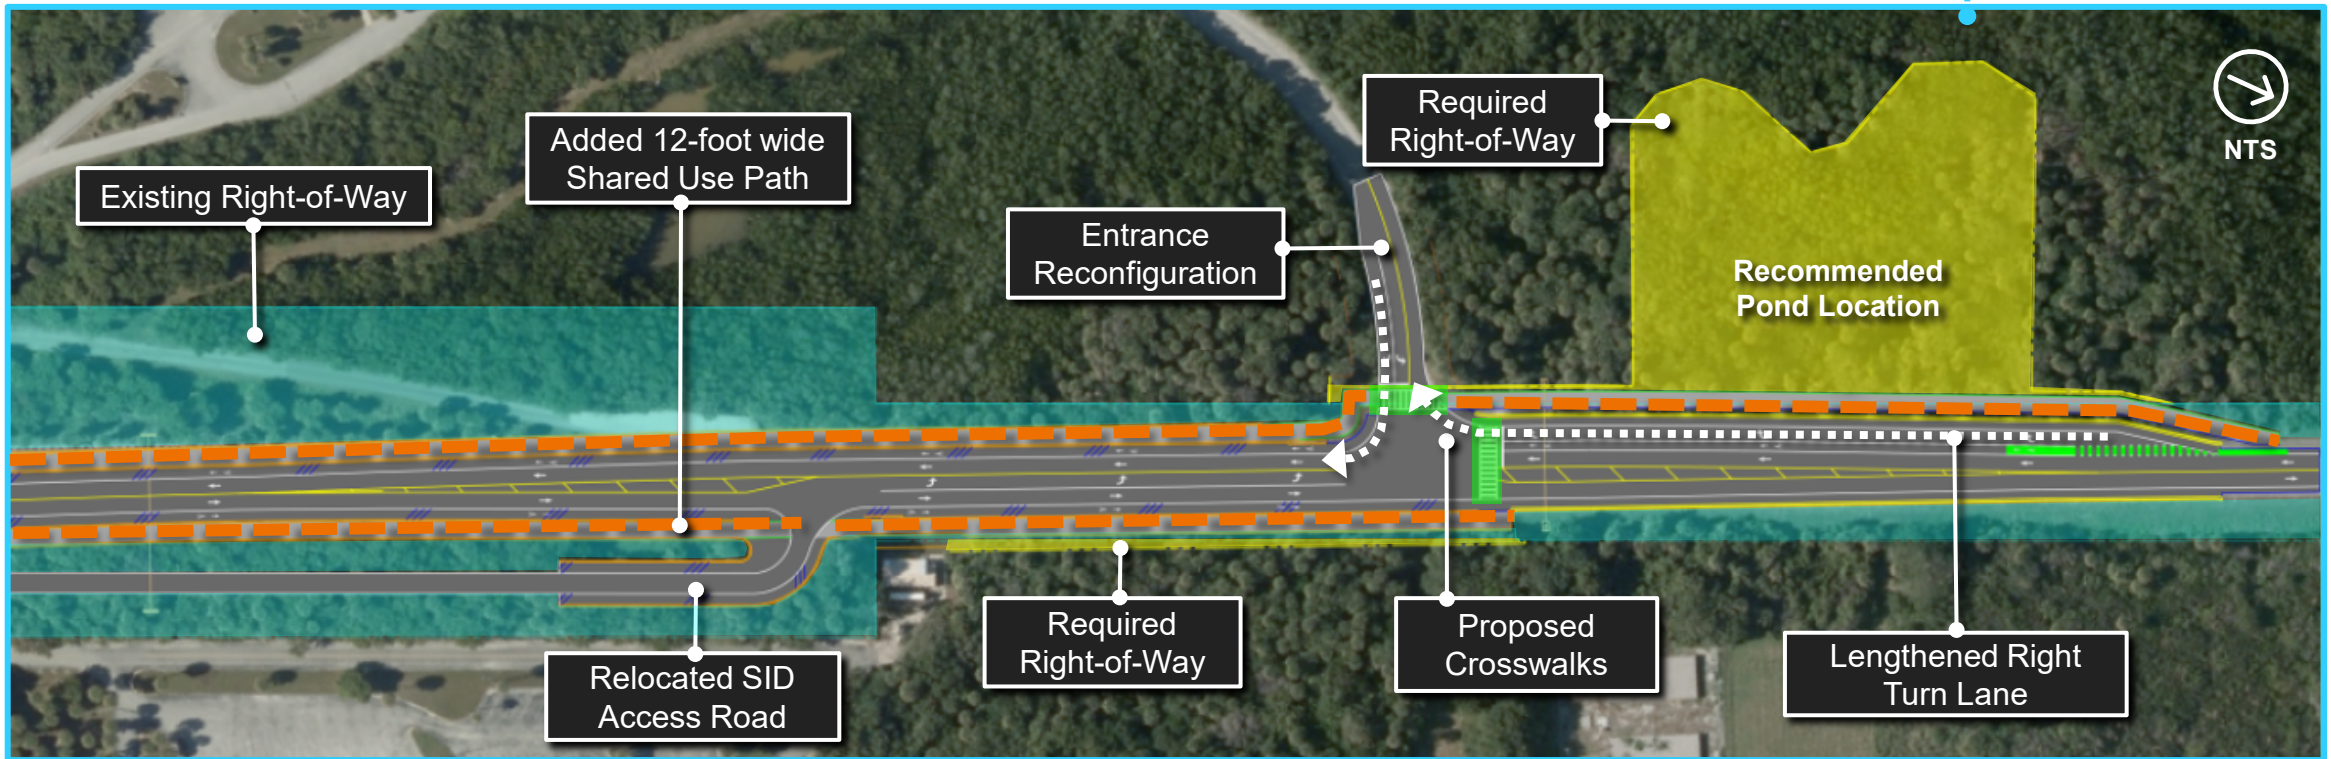 Required
Right-of-Way
NTS
Added 12-foot wide
Shared Use Path
Existing Right-of-Way
Entrance
Reconfiguration
Recommended
Pond Location
Required
Right-of-Way
Proposed
Crosswalks
Lengthened Right
Turn Lane
Relocated SID
Access Road